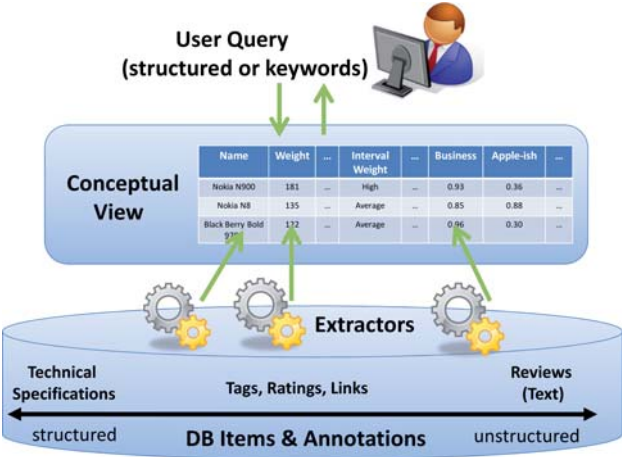 User Query
(structured or keywords)
Conceptual
View
Name Weight ... Interval Weight ... Business Apple-ish ...
Nokia N900 181 ... High ... 0.93 0.36 ...
Nokia N8 135 ... Average ... 0.85 0.88 ...
Black Berry Bold 122 ... Average ... 0.96 0.30 ...
Extractors
Technical
Specifications
Tags, Ratings, Links
Reviews
(Text)
structured
DB Items & Annotations
unstructured